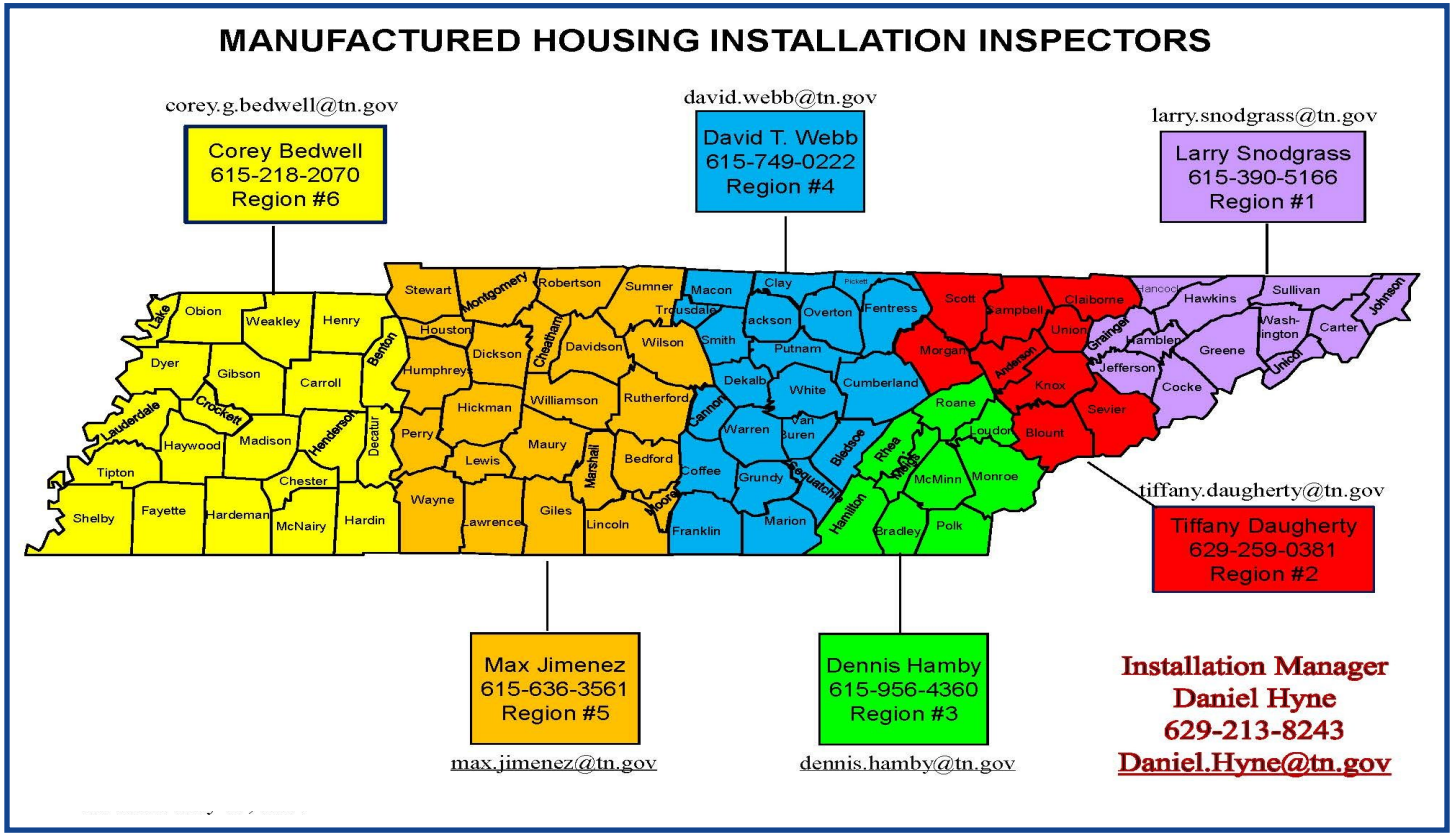 MANUFACTURED HOUSING INSTALLATION INSPECTORS
corey.g.bedwell@tn.gov
Corey Bedwell
615-218-2070
Region #6
david.webb@tn.gov
David T. Webb
615-749-0222
Region #4
larry.snodgrass@tn.gov
Larry Snodgrass
615-390-5166
Region #1
Lake
Obion
Weakley
Henry
Benton
Dyer
Gibson
Carroll
Lauderdale
Crockett
Haywood
Madison
Henderson
Decatur
Tipton
Chester
Shelby
Fayette
Hardeman
McNairy
Hardin
Stewart
Montgomery
Robertson
Sumner
Houston
Dickson
Cheatham
Davidson
Wilson
Humphreys
Hickman
Williamson
Rutherford
Perry
Lewis
Maury
Marshall
Bedford
Moore
Wayne
Lawrence
Giles
Lincoln
Macon
Clay
Pickett
Trousdale
Smith
Jackson
Overton
Fentress
Putnam
Dekalb
White
Cumberland
Cannon
Warren
Van
Buren
Bledsoe
Coffee
Grundy
Sequatchie
Franklin
Marion
Scott
Campbell
Claiborne
Union
Morgan
Anderson
Knox
Blount
Sevier
Roane
Loudon
Rhea
Meigs
McMinn
Monroe
Hamilton
Bradley
Polk
Hancock
Hawkins
Sullivan
Johnson
Grainger
Hamblen
Greene
Wash-
ington
Carter
Unicoi
Jefferson
Cocke
tiffany.daugherty@tn.gov
Tiffany Daugherty
629-259-0381
Region #2
Max Jimenez
615-636-3561
Region #5
max.jimenez@tn.gov
Dennis Hamby
615-956-4360
Region #3
dennis.hamby@tn.gov
Installation Manager
Daniel Hyne
629-213-8243
Daniel.Hyne@tn.gov